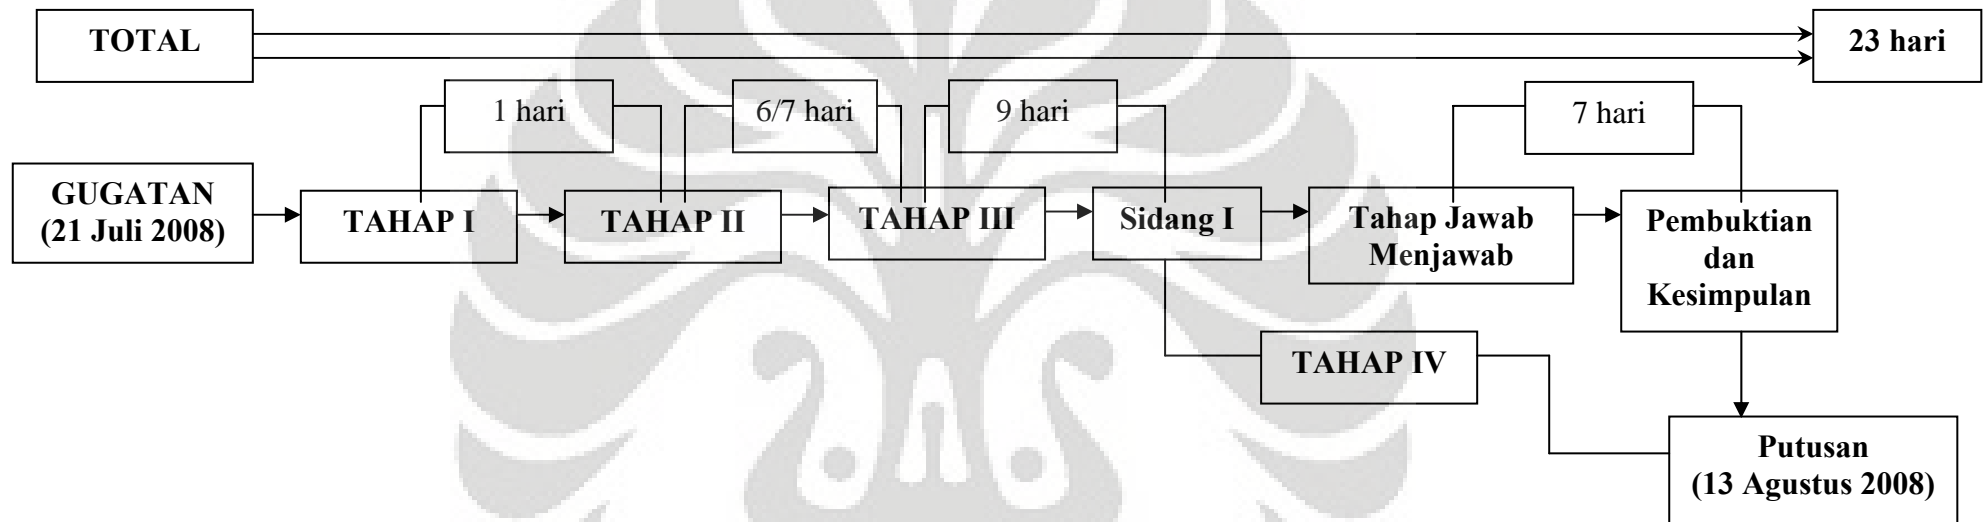 TOTAL
23 hari
1 hari
6/7 hari
9 hari
7 hari
GUGATAN
(21 Juli 2008)
TAHAP I
TAHAP II
TAHAP III
Sidang I
Tahap Jawab
Menjawab
Pembuktian
dan
Kesimpulan
TAHAP IV
Putusan
(13 Agustus 2008)